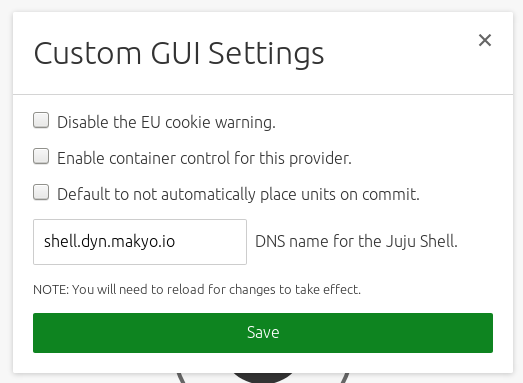 Custom GUI Settings
Disable the EU cookie warning.
Enable container control for this provider.
Default to not automatically place units on commit.
shell.dyn.makyo.io DNS name for the Juju Shell.
NOTE: You will need to reload for changes to take effect.
Save